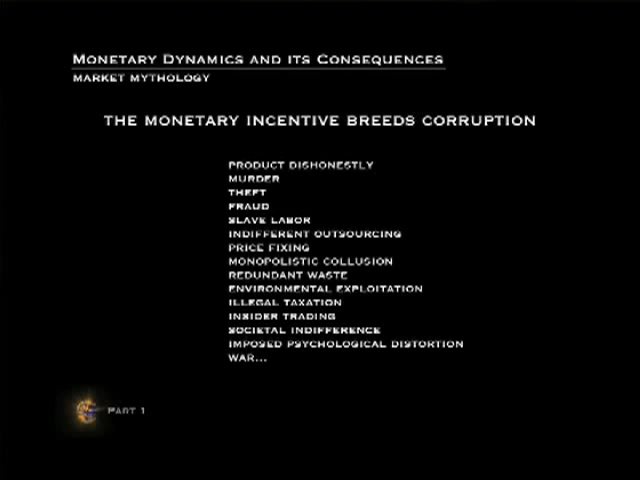 MONETARY DYNAMICS AND ITS CONSEQUENCES
MARKET MYTHOLOGY
THE MONETARY INCENTIVE BREEDS CORRUPTION
PRODUCT DISHONESTLY
MURDER
THEFT
FRAUD
SLAVE LABOR
INDIFFERENT OUTSOURCING
PRICE FIXING
MONOPOLISTIC COLLUSION
REDUNDANT WASTE
ENVIRONMENTAL EXPLOITATION
ILLEGAL TAXATION
INSIDER TRADING
SOCIETAL INDIFFERENCE
IMPOSED PSYCHOLOGICAL DISTORTION
WAR...
PART 1